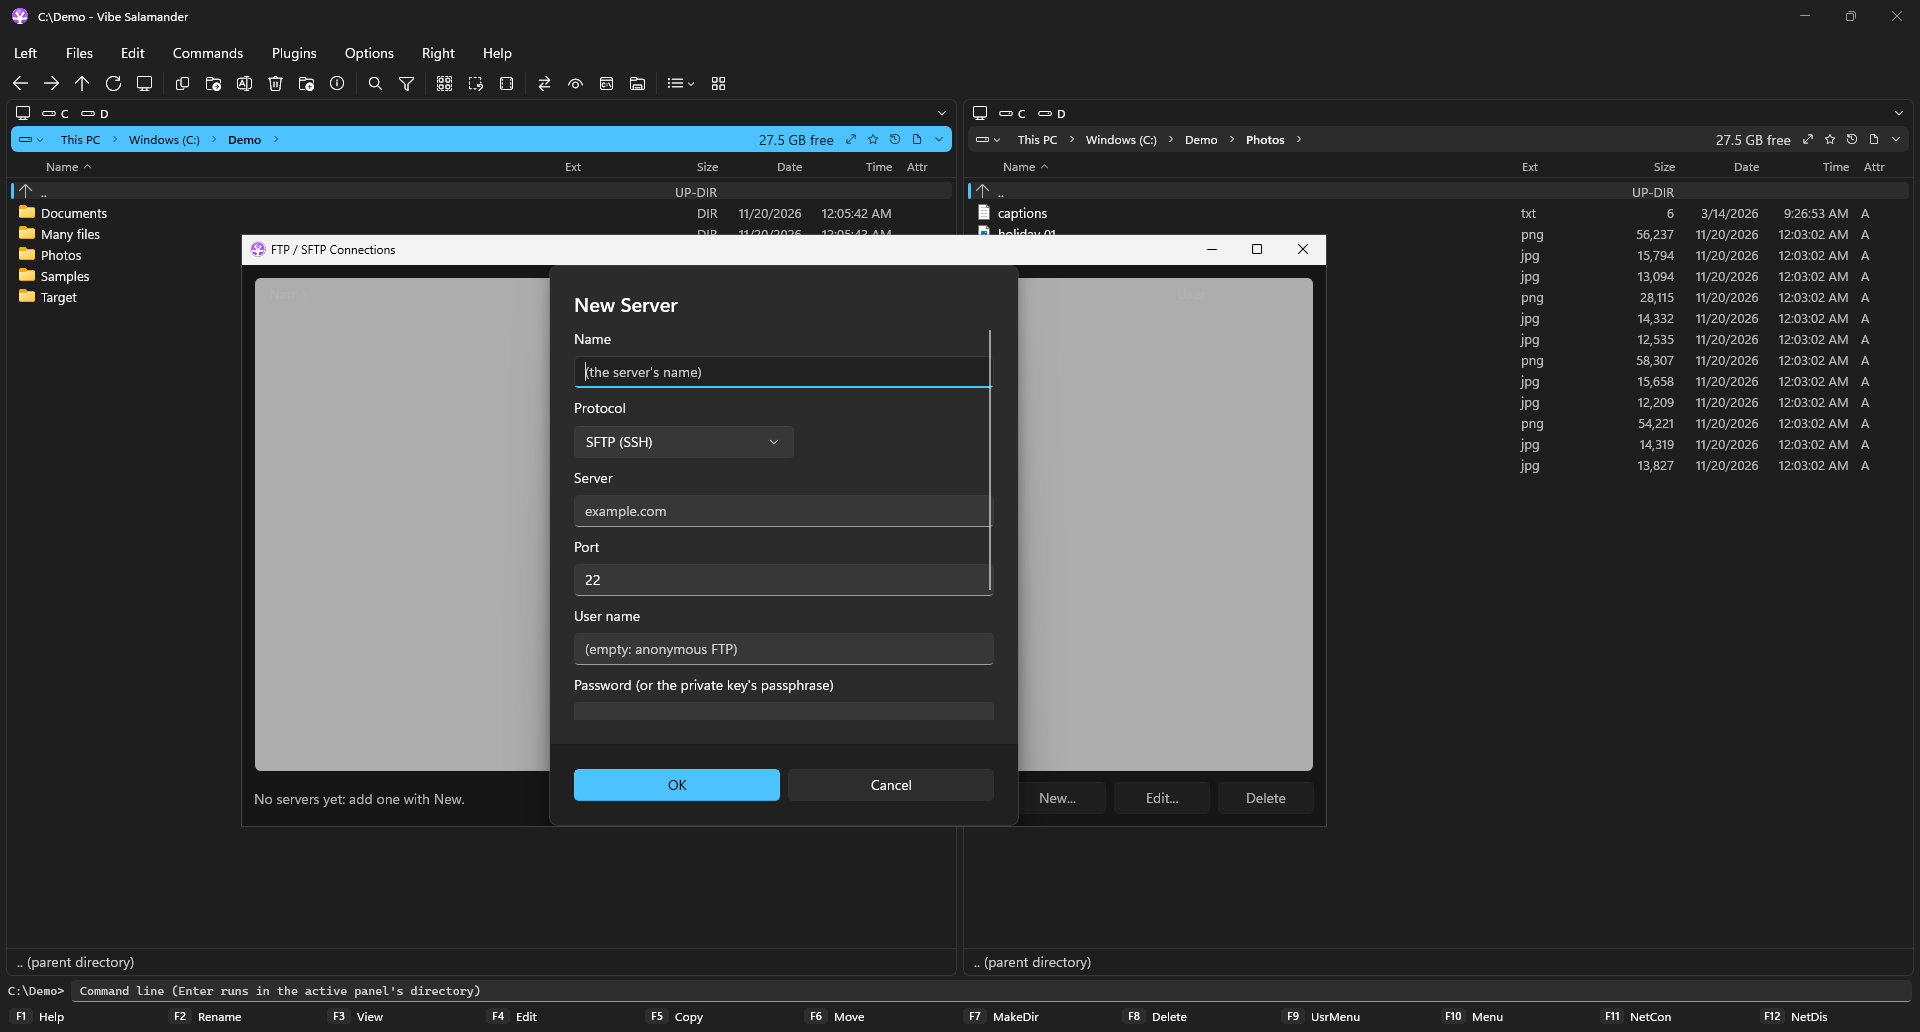 C:\Demo - Vibe Salamander
Left Files Edit Commands Plugins Options Right Help
C D
This PC Windows (C:) Demo 27.5 GB free
Name Ext Size Date Time Attr
.. UP-DIR
Documents DIR 11/20/2026 12:05:42 AM
Many files DIR 11/20/2026 12:05:43 AM
Photos
Samples
Target
C D
This PC Windows (C:) Demo Photos 27.5 GB free
Name Ext Size Date Time Attr
.. UP-DIR
captions txt 6 3/14/2026 9:26:53 AM A
holiday 01 png 56,237 11/20/2026 12:03:02 AM A
jpg 15,794 11/20/2026 12:03:02 AM A
jpg 13,094 11/20/2026 12:03:02 AM A
png 28,115 11/20/2026 12:03:02 AM A
jpg 14,332 11/20/2026 12:03:02 AM A
jpg 12,535 11/20/2026 12:03:02 AM A
png 58,307 11/20/2026 12:03:02 AM A
jpg 15,658 11/20/2026 12:03:02 AM A
jpg 12,209 11/20/2026 12:03:02 AM A
png 54,221 11/20/2026 12:03:02 AM A
jpg 14,319 11/20/2026 12:03:02 AM A
jpg 13,827 11/20/2026 12:03:02 AM A
FTP / SFTP Connections
New Server
Name
(the server's name)
Protocol
SFTP (SSH)
Server
example.com
Port
22
User name
(empty: anonymous FTP)
Password (or the private key's passphrase)
OK Cancel
No servers yet: add one with New.
New... Edit... Delete
.. (parent directory)
.. (parent directory)
C:\Demo> Command line (Enter runs in the active panel's directory)
F1 Help F2 Rename F3 View F4 Edit F5 Copy F6 Move F7 MakeDir F8 Delete F9 UsrMenu F10 Menu F11 NetCon F12 NetDis